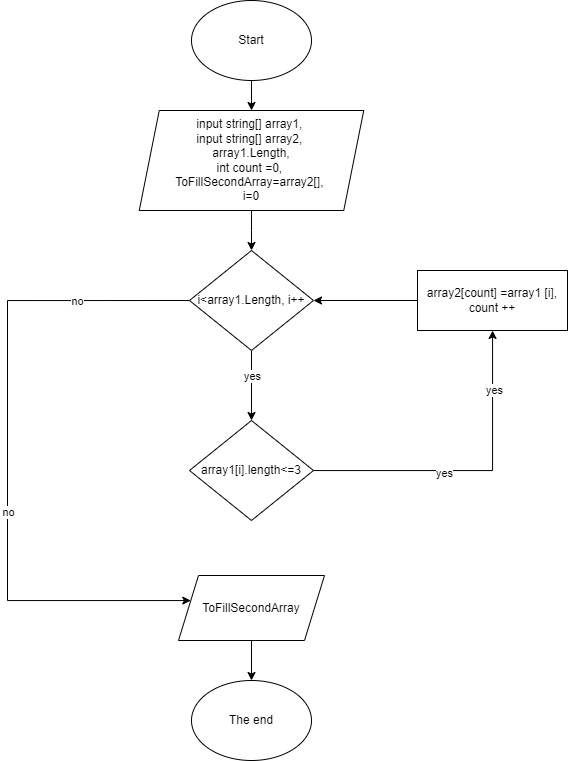 Start
input string[] array1,
input string[] array2,
array1.Length,
int count =0,
ToFillSecondArray=array2[],
i=0
i<array1.Length, i++
array2[count] =array1 [i],
count ++
no
yes
yes
array1[i].length<=3
yes
no
ToFillSecondArray
The end